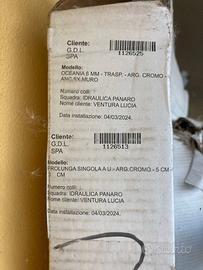 Cliente:
G.D.L.
SPA
1126525
Modello:
OCEANIA 6 MM - TRASP. - ARG. CROMO -
ANG.SX.MURO
Numero colli:
Squadra: IDRAULICA PANARO
Nome cliente: VENTURA LUCIA
Data installazione: 04/03/2024
Cliente:
G.D.L.
SPA
1126513
Modello:
PROLUNGA SINGOLA A U - ARG.CROMO - 5 CM
CM
Numero colli:
Squadra: IDRAULICA PANARO
Nome cliente: VENTURA LUCIA
Data installazione: 04/03/2024
subito